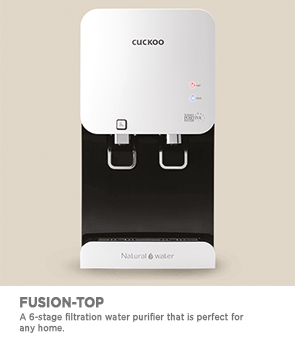 CUCKOO
Natural water
FUSION-TOP
A 6-stage filtration water purifier that is perfect for
any home.